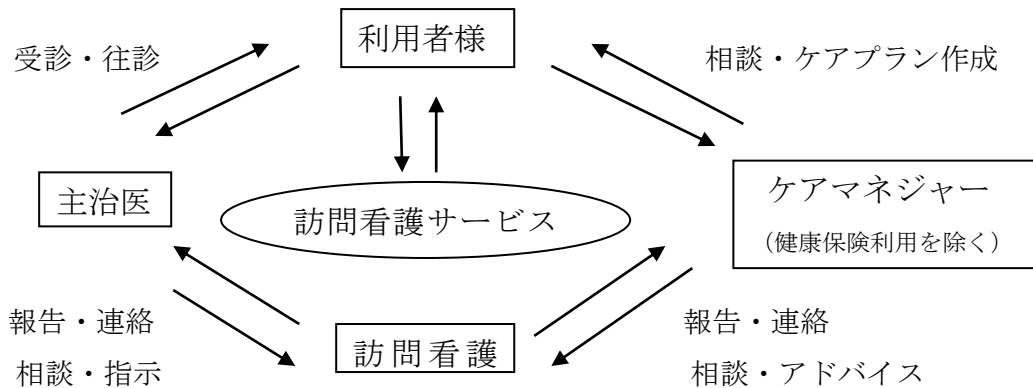 利用者様
受診・往診
相談・ケアプラン作成
主治医
訪問看護サービス
ケアマネジャー
（健康保険利用を除く）
報告・連絡
相談・指示
訪問看護
報告・連絡
相談・アドバイス